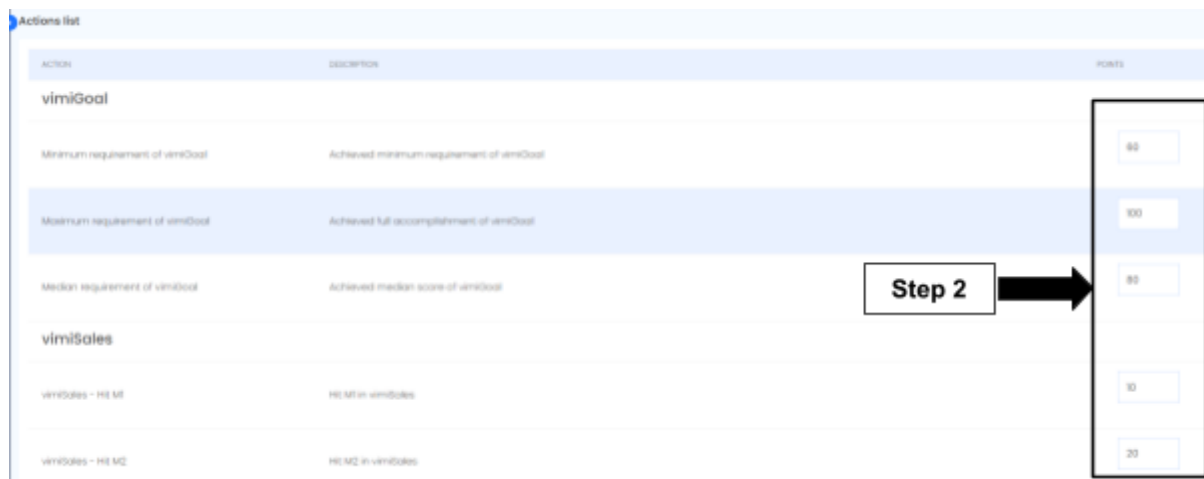 Actions list
ACTION DESCRIPTION POINTS
vimiGoal
Minimum requirement of vimiGoal Achieved minimum requirement of vimiGoal 60
Maximum requirement of vimiGoal Achieved full accomplishment of vimiGoal 100
Median requirement of vimiGoal Achieved median score of vimiGoal Step 2 80
vimiSales
vimiSales - Hit M1 Hit M1 in vimiSales 10
vimiSales - Hit M2 Hit M2 in vimiSales 20